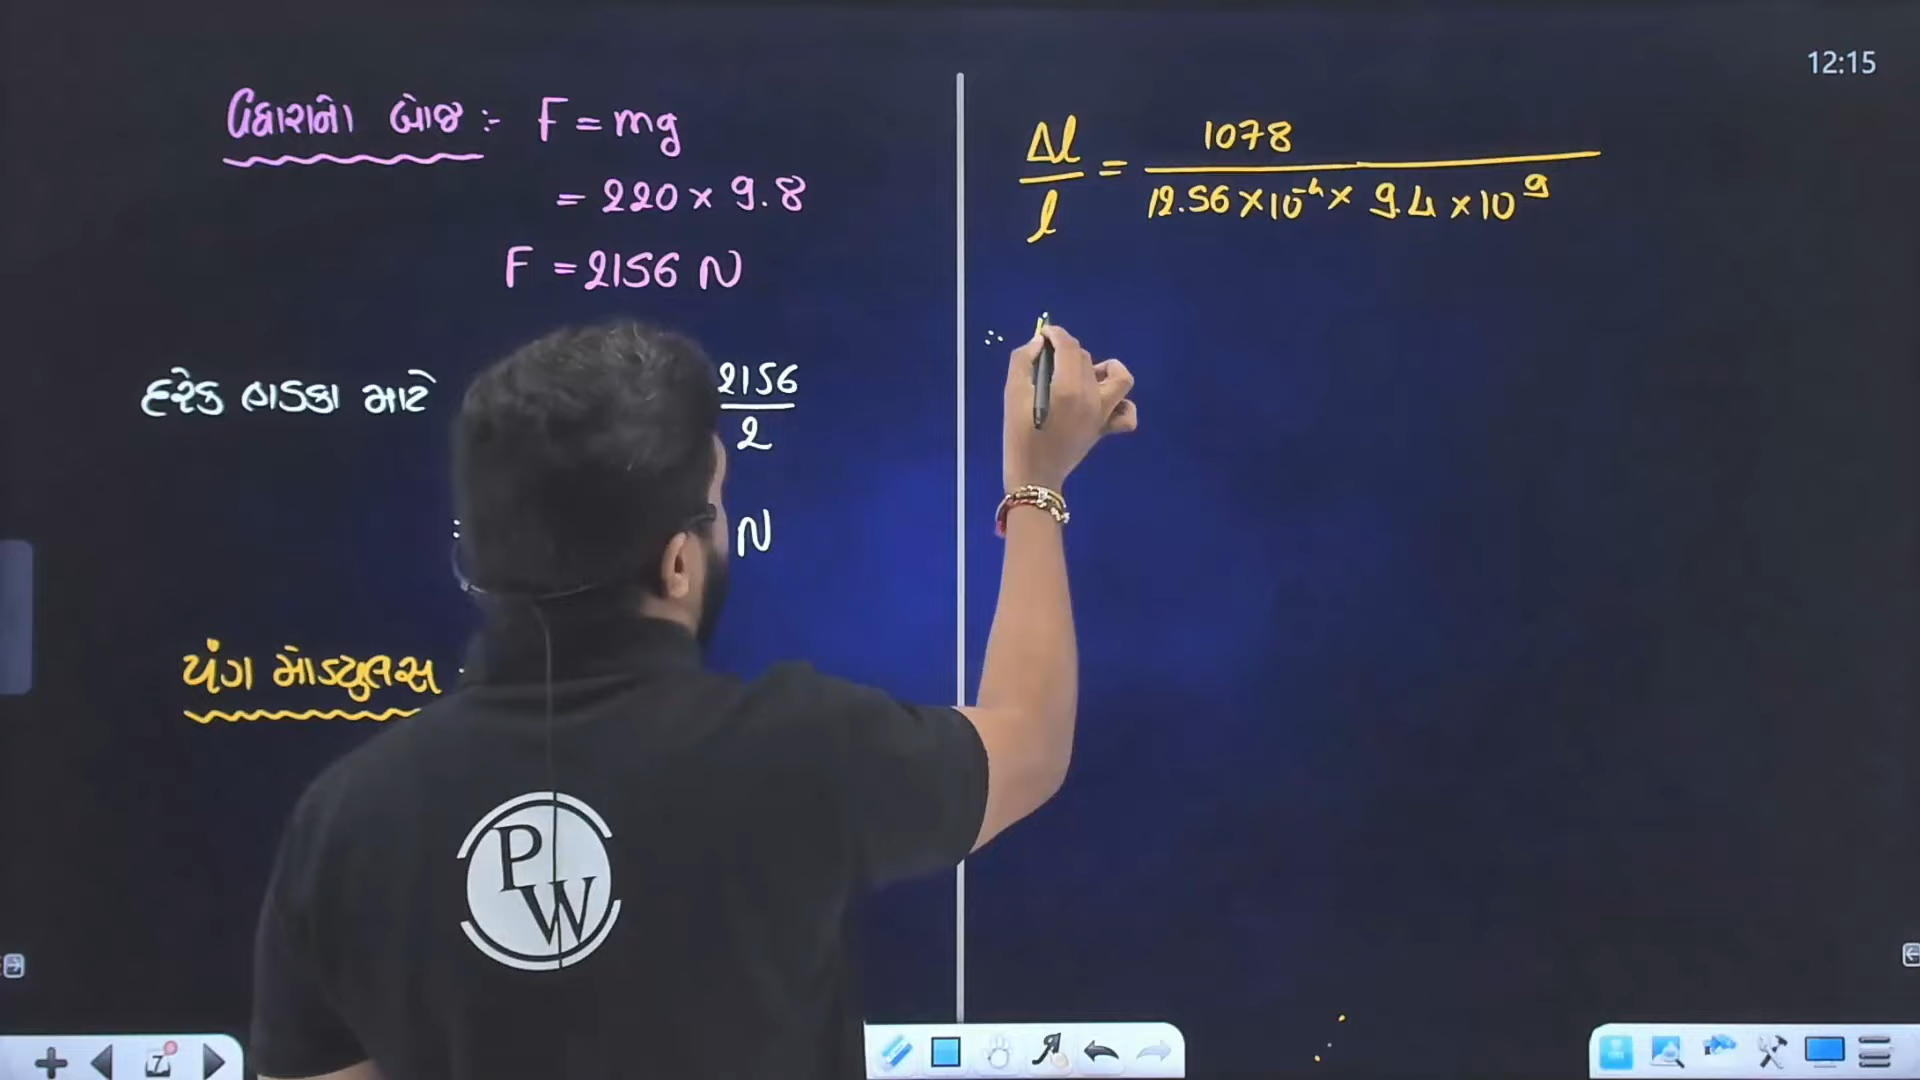 વધારાનો બોજ :- F = mg
= 220 × 9.8
F = 2156 N
દરેક હાડકા માટે 2156
2
N
યંગ મોડ્યુલસ
12:15
Δl / l = 1078 / 12.56 × 10⁻⁴ × 9.4 × 10⁹
∴
PW